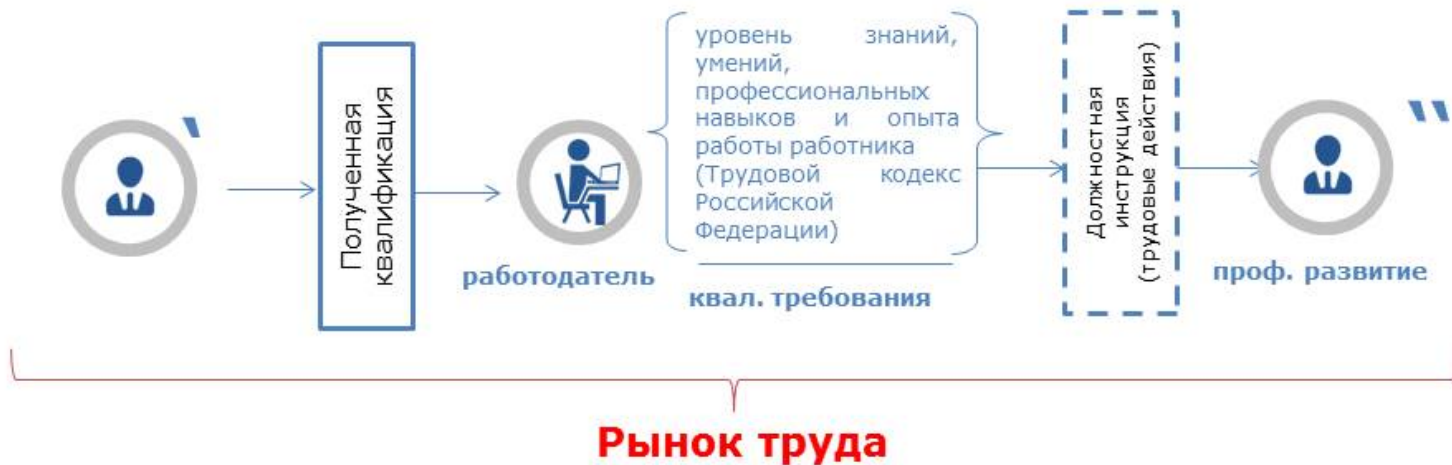 Полученная
квалификация
работодатель
уровень знаний,
умений,
профессиональных
навыков и опыта
работы работника
(Трудовой кодекс
Российской
Федерации)
квал. требования
Должностная
инструкция
(трудовые действия)
проф. развитие
Рынок труда